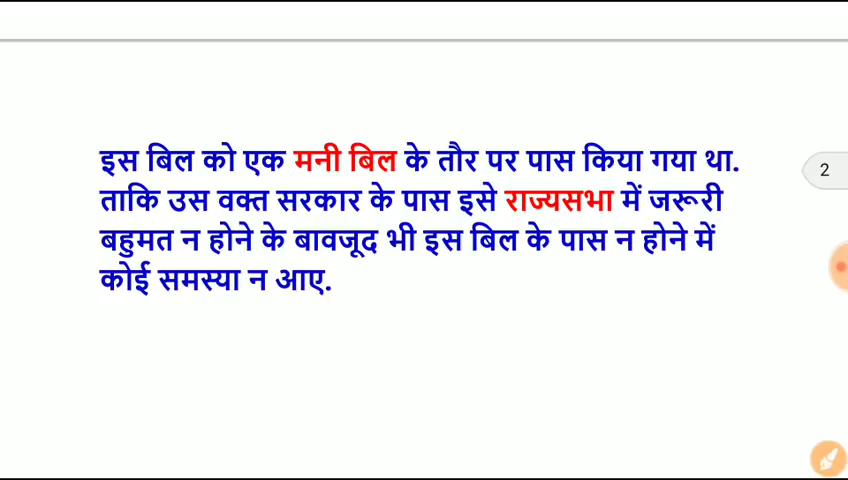 इस बिल को एक मनी बिल के तौर पर पास किया गया था.
ताकि उस वक्त सरकार के पास इसे राज्यसभा में जरूरी
बहुमत न होने के बावजूद भी इस बिल के पास न होने में
कोई समस्या न आए.
2